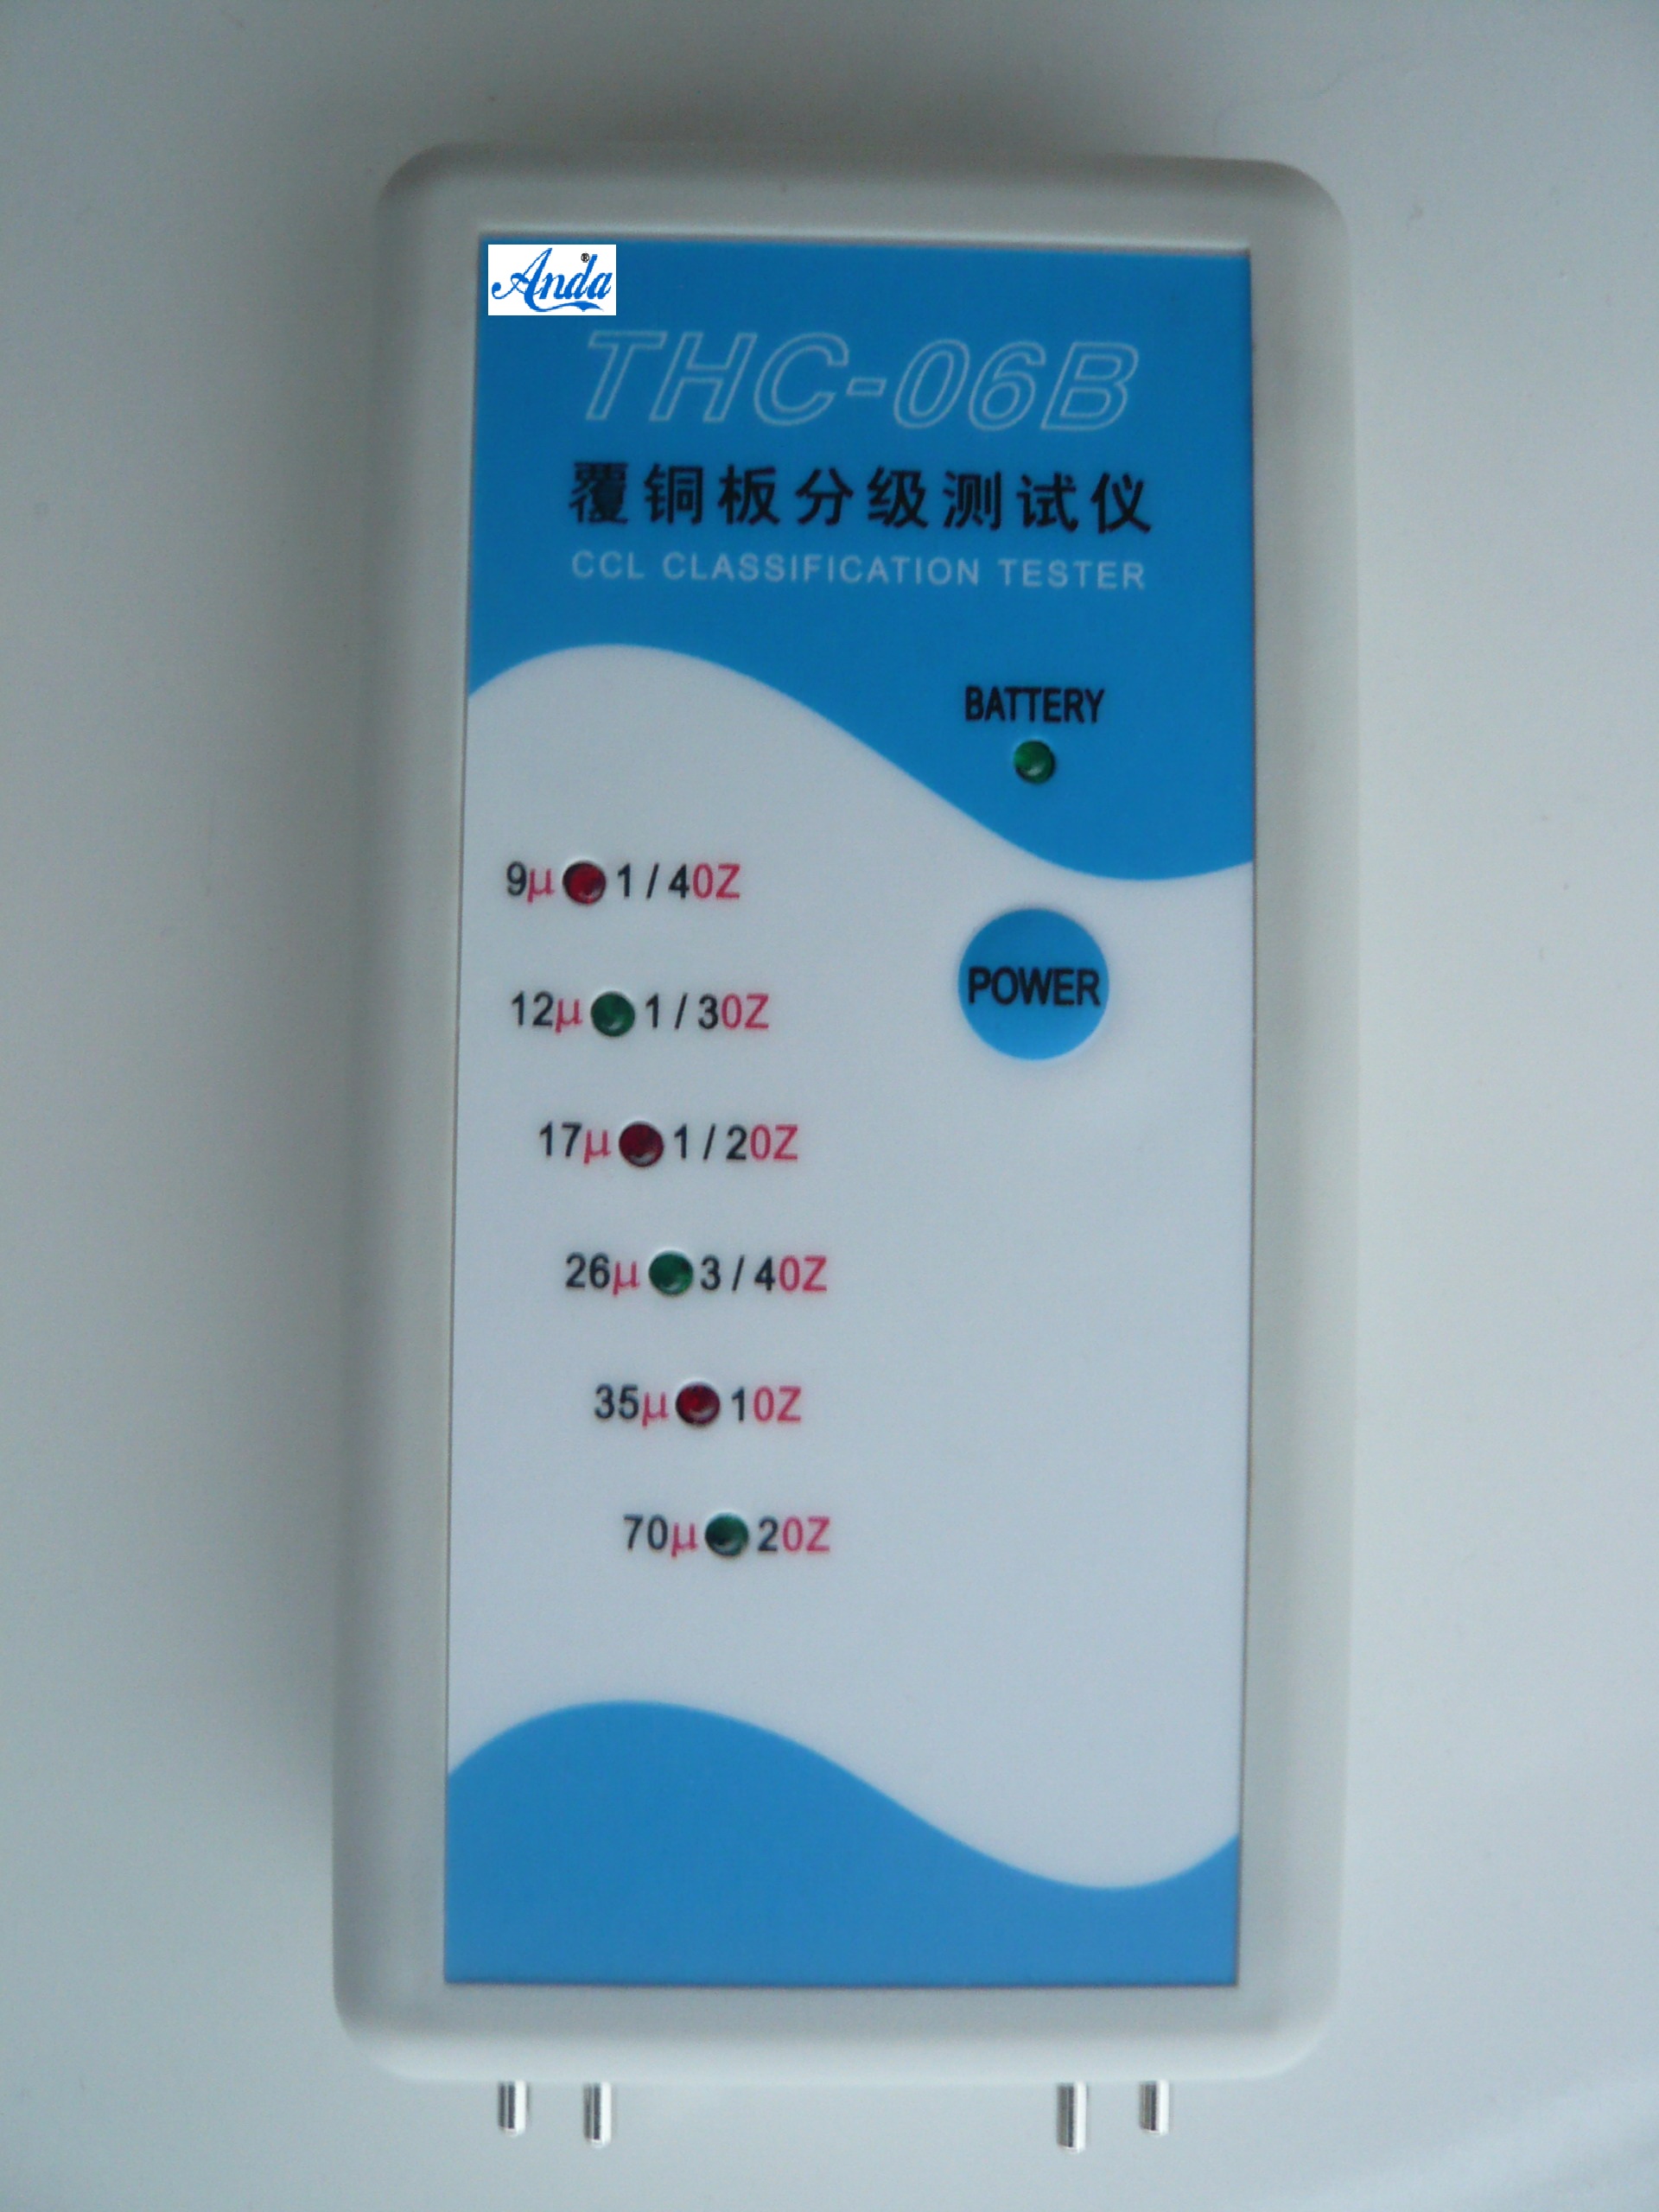 Anda®
THC-06B
覆铜板分级测试仪
CCL CLASSIFICATION TESTER
BATTERY
9μ 1/4OZ
POWER
12μ 1/3OZ
17μ 1/2OZ
26μ 3/4OZ
35μ 1OZ
70μ 2OZ